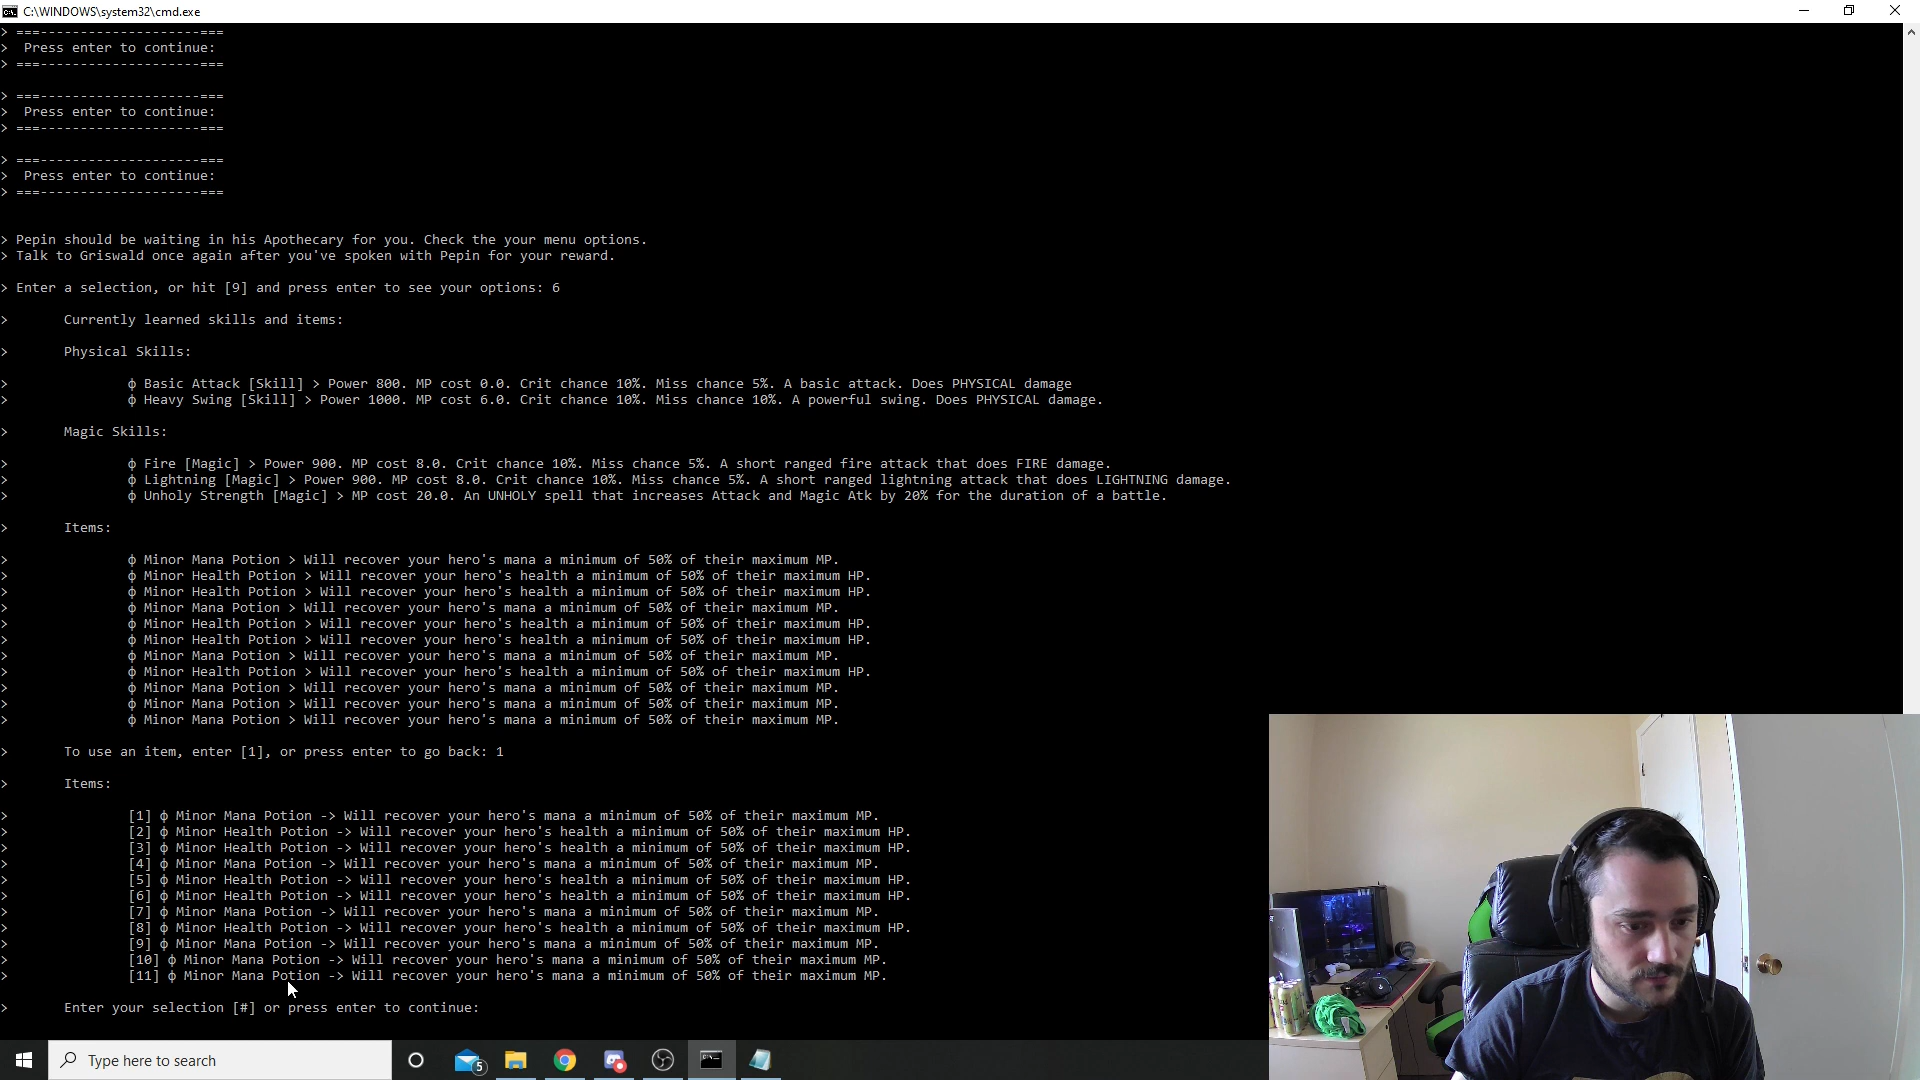 C:\WINDOWS\system32\cmd.exe
> ===-----------------------===
>  Press enter to continue:
> ===-----------------------===
> ===-----------------------===
>  Press enter to continue:
> ===-----------------------===
> ===-----------------------===
>  Press enter to continue:
> ===-----------------------===
> Pepin should be waiting in his Apothecary for you. Check the your menu options.
> Talk to Griswald once again after you've spoken with Pepin for your reward.
> Enter a selection, or hit [9] and press enter to see your options: 6
> Currently learned skills and items:
> Physical Skills:
> ϕ Basic Attack [Skill] > Power 800. MP cost 0.0. Crit chance 10%. Miss chance 5%. A basic attack. Does PHYSICAL damage
> ϕ Heavy Swing [Skill] > Power 1000. MP cost 6.0. Crit chance 10%. Miss chance 10%. A powerful swing. Does PHYSICAL damage.
> Magic Skills:
> ϕ Fire [Magic] > Power 900. MP cost 8.0. Crit chance 10%. Miss chance 5%. A short ranged fire attack that does FIRE damage.
> ϕ Lightning [Magic] > Power 900. MP cost 8.0. Crit chance 10%. Miss chance 5%. A short ranged lightning attack that does LIGHTNING damage.
> ϕ Unholy Strength [Magic] > MP cost 20.0. An UNHOLY spell that increases Attack and Magic Atk by 20% for the duration of a battle.
> Items:
> ϕ Minor Mana Potion > Will recover your hero's mana a minimum of 50% of their maximum MP.
> ϕ Minor Health Potion > Will recover your hero's health a minimum of 50% of their maximum HP.
> ϕ Minor Health Potion > Will recover your hero's health a minimum of 50% of their maximum HP.
> ϕ Minor Mana Potion > Will recover your hero's mana a minimum of 50% of their maximum MP.
> ϕ Minor Health Potion > Will recover your hero's health a minimum of 50% of their maximum HP.
> ϕ Minor Health Potion > Will recover your hero's health a minimum of 50% of their maximum HP.
> ϕ Minor Mana Potion > Will recover your hero's mana a minimum of 50% of their maximum MP.
> ϕ Minor Health Potion > Will recover your hero's health a minimum of 50% of their maximum HP.
> ϕ Minor Mana Potion > Will recover your hero's mana a minimum of 50% of their maximum MP.
> ϕ Minor Mana Potion > Will recover your hero's mana a minimum of 50% of their maximum MP.
> ϕ Minor Mana Potion > Will recover your hero's mana a minimum of 50% of their maximum MP.
> To use an item, enter [1], or press enter to go back: 1
> Items:
> [1] ϕ Minor Mana Potion -> Will recover your hero's mana a minimum of 50% of their maximum MP.
> [2] ϕ Minor Health Potion -> Will recover your hero's health a minimum of 50% of their maximum HP.
> [3] ϕ Minor Health Potion -> Will recover your hero's health a minimum of 50% of their maximum HP.
> [4] ϕ Minor Mana Potion -> Will recover your hero's mana a minimum of 50% of their maximum MP.
> [5] ϕ Minor Health Potion -> Will recover your hero's health a minimum of 50% of their maximum HP.
> [6] ϕ Minor Health Potion -> Will recover your hero's health a minimum of 50% of their maximum HP.
> [7] ϕ Minor Mana Potion -> Will recover your hero's mana a minimum of 50% of their maximum MP.
> [8] ϕ Minor Health Potion -> Will recover your hero's health a minimum of 50% of their maximum HP.
> [9] ϕ Minor Mana Potion -> Will recover your hero's mana a minimum of 50% of their maximum MP.
> [10] ϕ Minor Mana Potion -> Will recover your hero's mana a minimum of 50% of their maximum MP.
> [11] ϕ Minor Mana Potion -> Will recover your hero's mana a minimum of 50% of their maximum MP.
> Enter your selection [#] or press enter to continue:
Type here to search
5